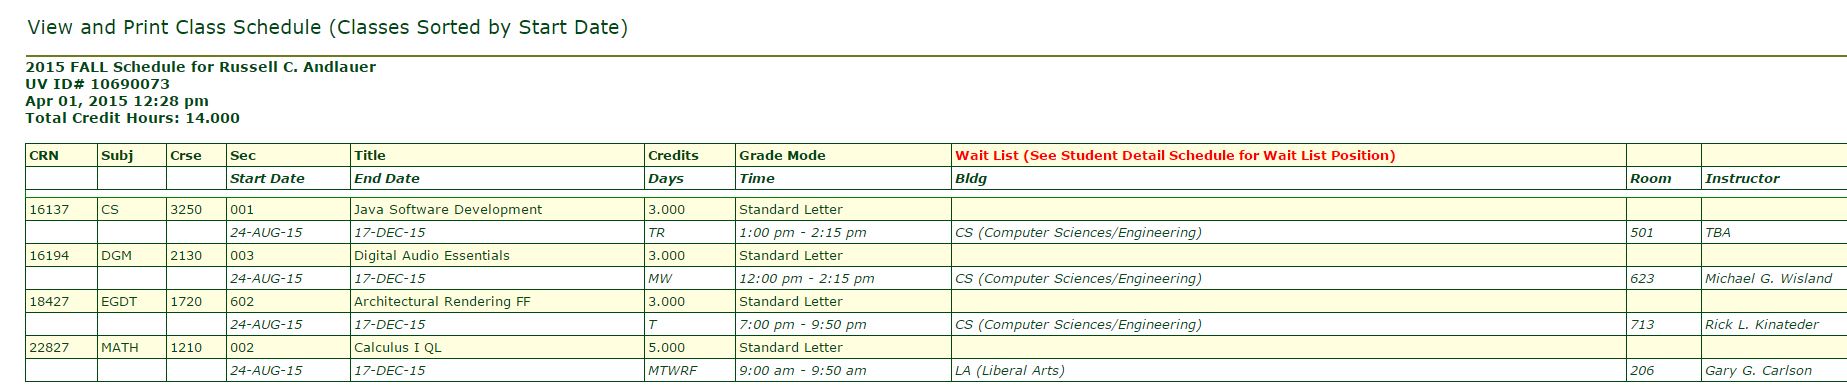 View and Print Class Schedule (Classes Sorted by Start Date)
2015 FALL Schedule for Russell C. Andlauer
UV ID# 10690073
Apr 01, 2015 12:28 pm
Total Credit Hours: 14.000
CRN Subj Crse Sec Title Credits Grade Mode Wait List (See Student Detail Schedule for Wait List Position)
Start Date End Date Days Time Bldg Room Instructor
16137 CS 3250 001 Java Software Development 3.000 Standard Letter
24-AUG-15 17-DEC-15 TR 1:00 pm - 2:15 pm CS (Computer Sciences/Engineering) 501 TBA
16194 DGM 2130 003 Digital Audio Essentials 3.000 Standard Letter
24-AUG-15 17-DEC-15 MW 12:00 pm - 2:15 pm CS (Computer Sciences/Engineering) 623 Michael G. Wisland
18427 EGDT 1720 602 Architectural Rendering FF 3.000 Standard Letter
24-AUG-15 17-DEC-15 T 7:00 pm - 9:50 pm CS (Computer Sciences/Engineering) 713 Rick L. Kinateder
22827 MATH 1210 002 Calculus I QL 5.000 Standard Letter
24-AUG-15 17-DEC-15 MTWRF 9:00 am - 9:50 am LA (Liberal Arts) 206 Gary G. Carlson